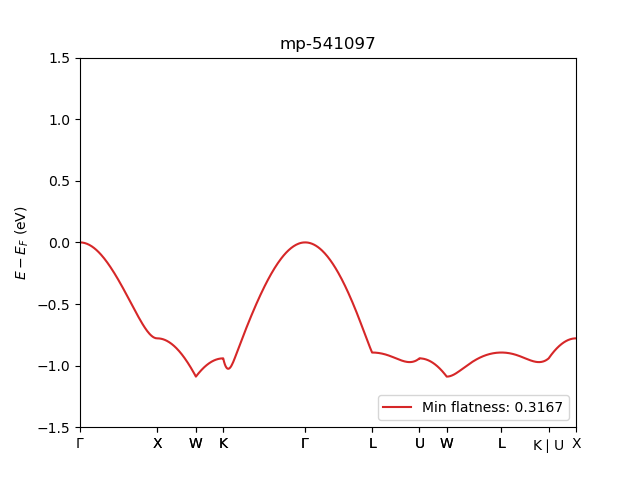 mp-541097
E − E_F (eV)
1.5
1.0
0.5
0.0
−0.5
−1.0
−1.5
Min flatness: 0.3167
Γ X W K Γ L U W L K | U X